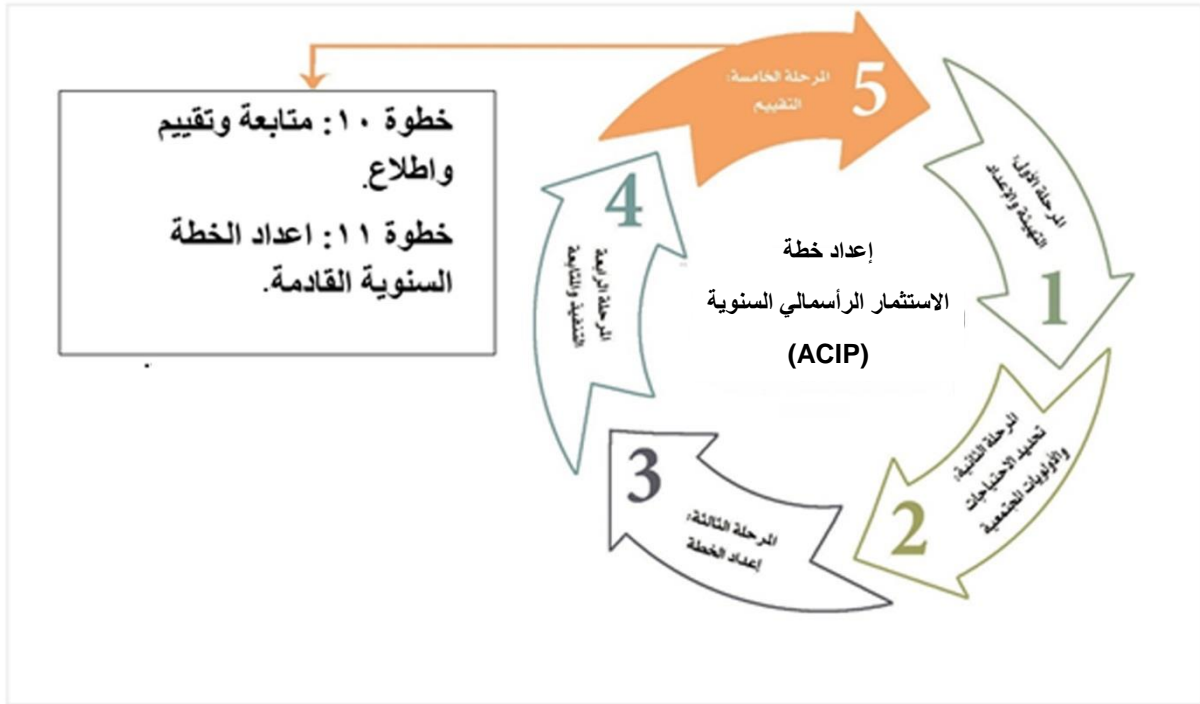 خطوة ١٠: متابعة وتقييم
واطلاع.
خطوة ١١: اعداد الخطة
السنوية القادمة.
إعداد خطة
الاستثمار الرأسمالي السنوية
(ACIP)
1
المرحلة الأولى:
التهيئة والإعداد
2
المرحلة الثانية:
تحديد الاحتياجات
والأولويات المجتمعية
3
المرحلة الثالثة:
إعداد الخطة
4
المرحلة الرابعة
التنفيذ والمتابعة
5
المرحلة الخامسة:
التقييم